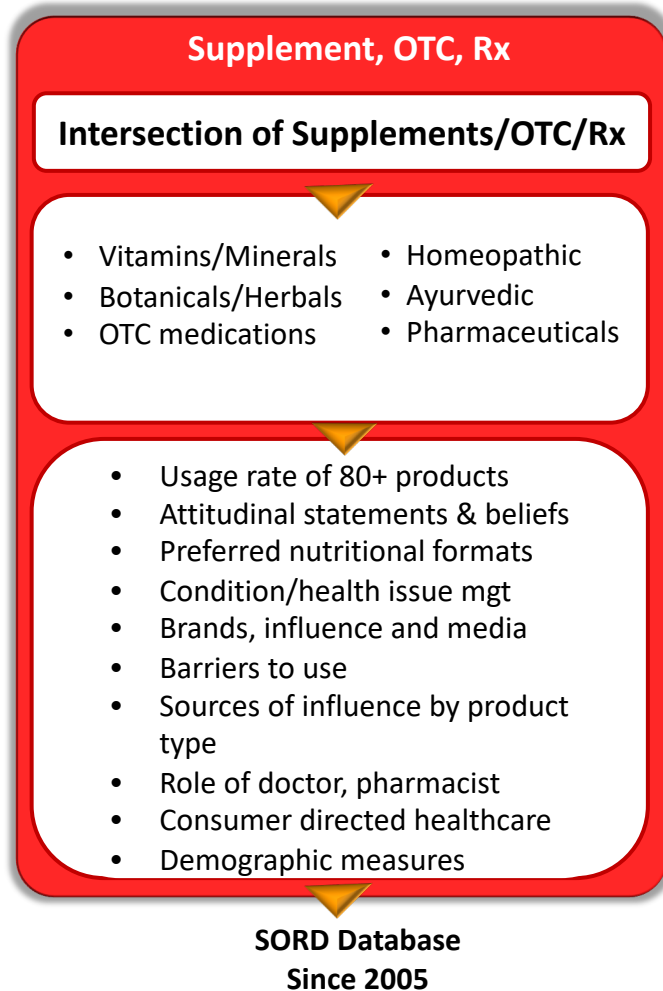 Supplement, OTC, Rx
Intersection of Supplements/OTC/Rx
• Vitamins/Minerals
• Botanicals/Herbals
• OTC medications
• Homeopathic
• Ayurvedic
• Pharmaceuticals
• Usage rate of 80+ products
• Attitudinal statements & beliefs
• Preferred nutritional formats
• Condition/health issue mgt
• Brands, influence and media
• Barriers to use
• Sources of influence by product
type
• Role of doctor, pharmacist
• Consumer directed healthcare
• Demographic measures
SORD Database
Since 2005